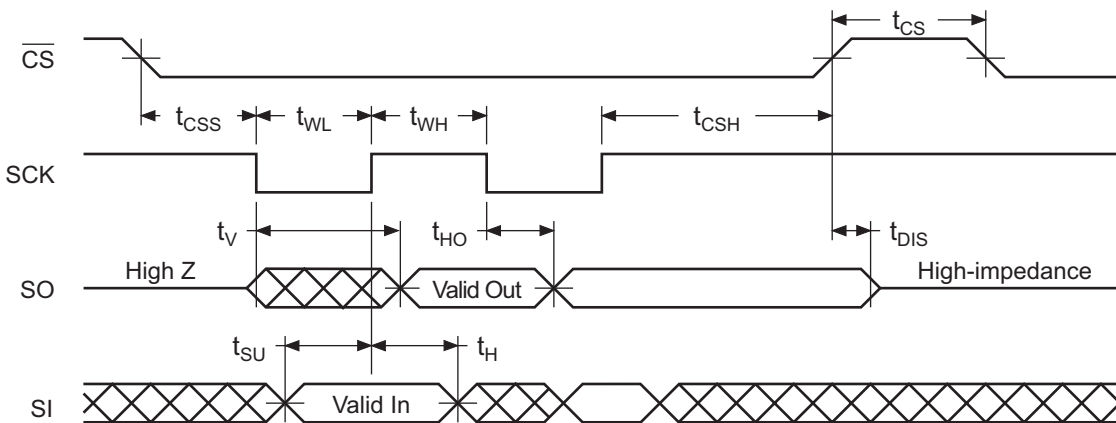 t_CS
C̅S̅
t_CSS
t_WL
t_WH
t_CSH
SCK
t_V
t_HO
t_DIS
High Z
High-impedance
SO
Valid Out
t_SU
t_H
SI
Valid In